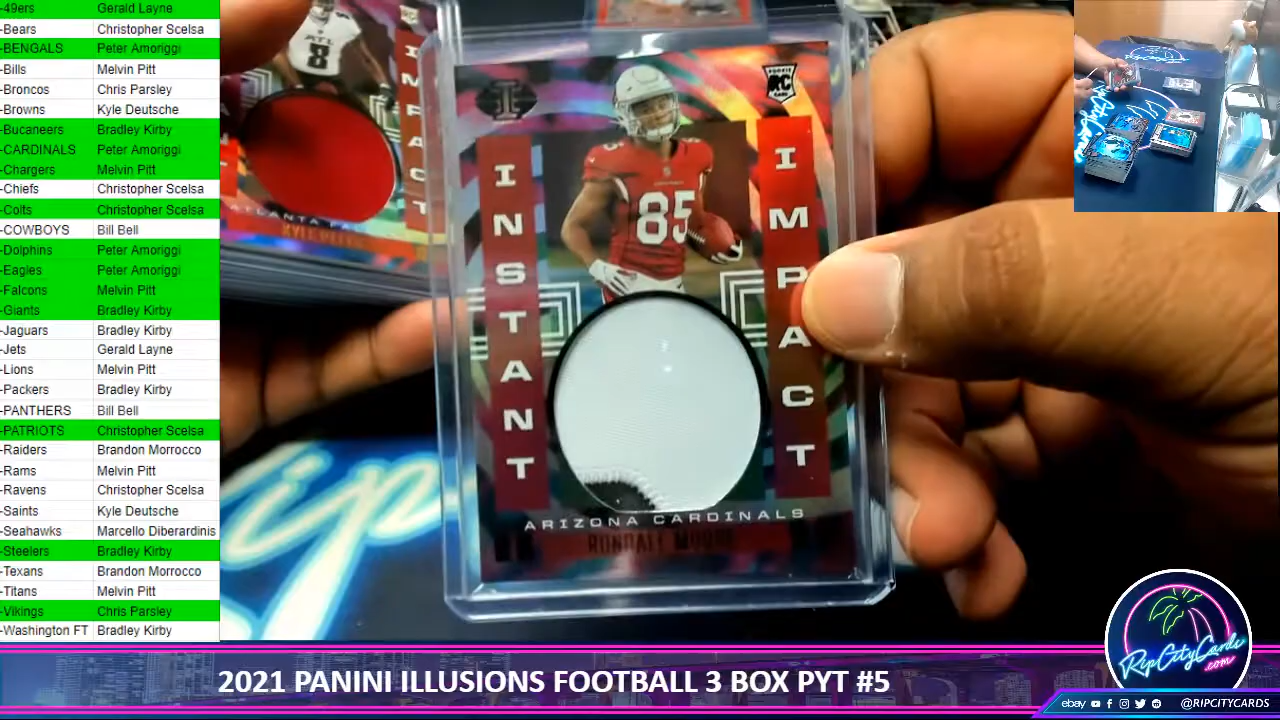 -49ers Gerald Layne
-Bears Christopher Scelsa
-BENGALS Peter Amoriggi
-Bills Melvin Pitt
-Broncos Chris Parsley
-Browns Kyle Deutsche
-Bucaneers Bradley Kirby
-CARDINALS Peter Amoriggi
-Chargers Melvin Pitt
-Chiefs Christopher Scelsa
-Colts Christopher Scelsa
-COWBOYS Bill Bell
-Dolphins Peter Amoriggi
-Eagles Peter Amoriggi
-Falcons Melvin Pitt
-Giants Bradley Kirby
-Jaguars Bradley Kirby
-Jets Gerald Layne
-Lions Melvin Pitt
-Packers Bradley Kirby
-PANTHERS Bill Bell
-PATRIOTS Christopher Scelsa
-Raiders Brandon Morrocco
-Rams Melvin Pitt
-Ravens Christopher Scelsa
-Saints Kyle Deutsche
-Seahawks Marcello Diberardinis
-Steelers Bradley Kirby
-Texans Brandon Morrocco
-Titans Melvin Pitt
-Vikings Chris Parsley
-Washington FT Bradley Kirby
ATL
8
IMPACT
I
RC
85
INSTANT
IMPACT
ARIZONA CARDINALS
RONDALE MOORE
RipCityCards
.com
2021 PANINI ILLUSIONS FOOTBALL 3 BOX PYT #5
ebay @RIPCITYCARDS